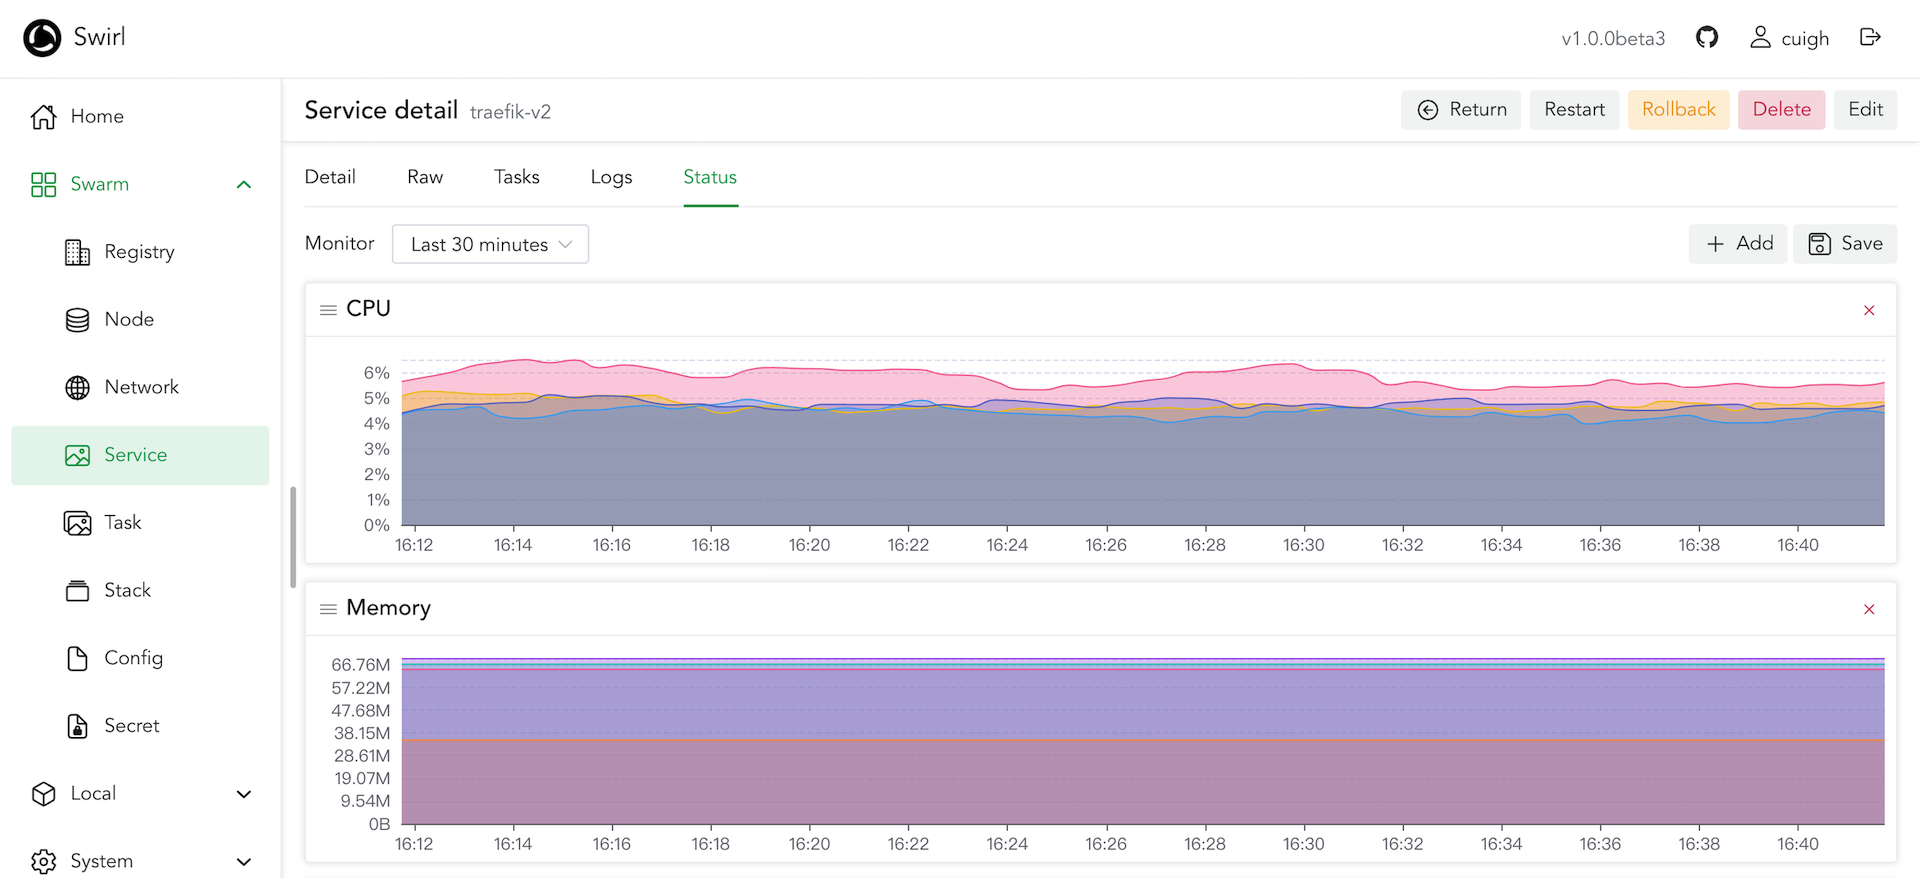 Swirl
v1.0.0beta3 cuigh
Home
Swarm
Registry
Node
Network
Service
Task
Stack
Config
Secret
Local
System
Service detail traefik-v2
Return Restart Rollback Delete Edit
Detail Raw Tasks Logs Status
Monitor Last 30 minutes
Add Save
CPU
6%
5%
4%
3%
2%
1%
0%
16:12 16:14 16:16 16:18 16:20 16:22 16:24 16:26 16:28 16:30 16:32 16:34 16:36 16:38 16:40
Memory
66.76M
57.22M
47.68M
38.15M
28.61M
19.07M
9.54M
0B
16:12 16:14 16:16 16:18 16:20 16:22 16:24 16:26 16:28 16:30 16:32 16:34 16:36 16:38 16:40